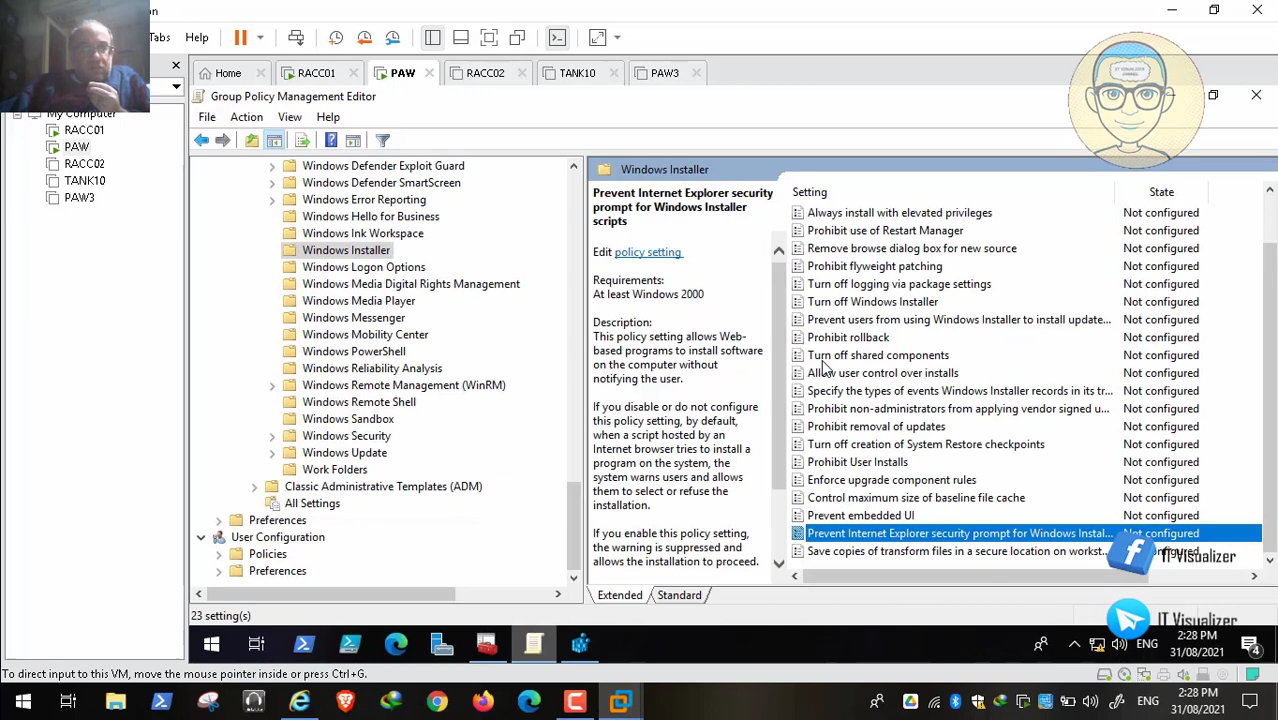 on
Tabs Help
Home RACC01 PAW RACC02 TANK10 PAW3
IT VISUALIZER
CHANNEL
Group Policy Management Editor
File Action View Help
My Computer
RACC01
PAW
RACC02
TANK10
PAW3
Windows Defender Exploit Guard
Windows Defender SmartScreen
Windows Error Reporting
Windows Hello for Business
Windows Ink Workspace
Windows Installer
Windows Logon Options
Windows Media Digital Rights Management
Windows Media Player
Windows Messenger
Windows Mobility Center
Windows PowerShell
Windows Reliability Analysis
Windows Remote Management (WinRM)
Windows Remote Shell
Windows Sandbox
Windows Security
Windows Update
Work Folders
Classic Administrative Templates (ADM)
All Settings
Preferences
User Configuration
Policies
Preferences
Windows Installer
Prevent Internet Explorer security
prompt for Windows Installer
scripts
Edit policy setting
Requirements:
At least Windows 2000
Description:
This policy setting allows Web-
based programs to install software
on the computer without
notifying the user.
If you disable or do not configure
this policy setting, by default,
when a script hosted by an
Internet browser tries to install a
program on the system, the
system warns users and allows
them to select or refuse the
installation.
If you enable this policy setting,
the warning is suppressed and
allows the installation to proceed.
Setting State
Always install with elevated privileges Not configured
Prohibit use of Restart Manager Not configured
Remove browse dialog box for new source Not configured
Prohibit flyweight patching Not configured
Turn off logging via package settings Not configured
Turn off Windows Installer Not configured
Prevent users from using Windows Installer to install update... Not configured
Prohibit rollback Not configured
Turn off shared components Not configured
Allow user control over installs Not configured
Specify the types of events Windows Installer records in its tr... Not configured
Prohibit non-administrators from applying vendor signed u... Not configured
Prohibit removal of updates Not configured
Turn off creation of System Restore checkpoints Not configured
Prohibit User Installs Not configured
Enforce upgrade component rules Not configured
Control maximum size of baseline file cache Not configured
Prevent embedded UI Not configured
Prevent Internet Explorer security prompt for Windows Instal... Not configured
Save copies of transform files in a secure location on workst... configured
IT-Visualizer
Extended Standard
23 setting(s)
IT Visualizer
ENG 2:28 PM
31/08/2021 4
To direct input to this VM, move the mouse pointer inside or press Ctrl+G.
ENG 2:28 PM
31/08/2021